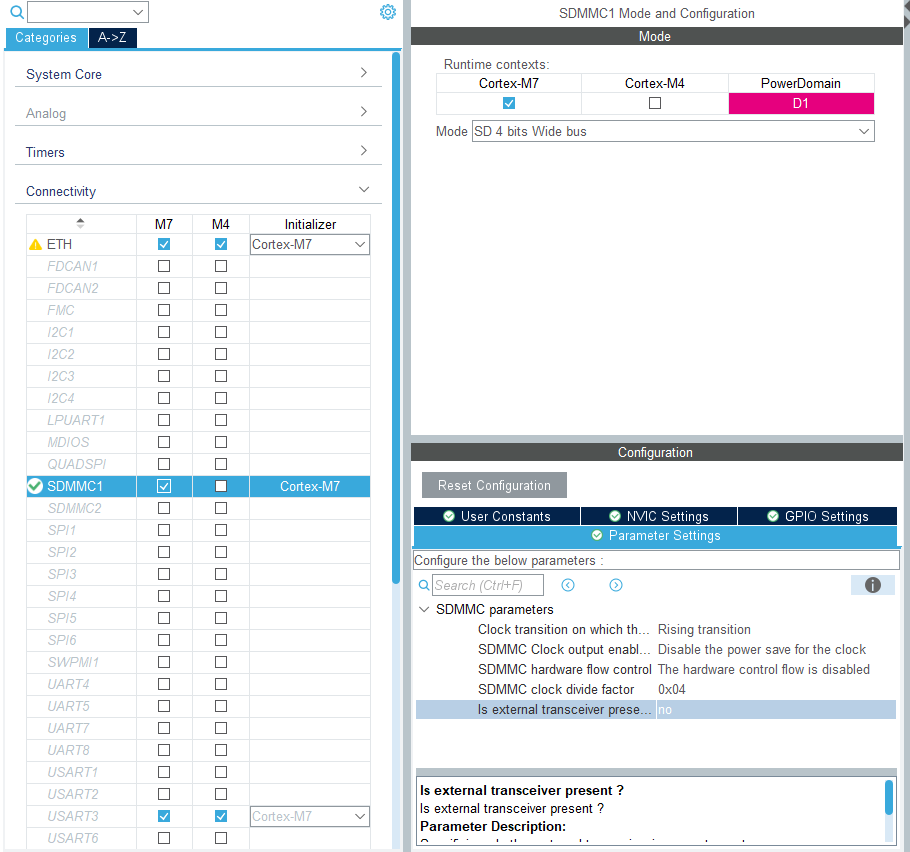 Categories A->Z
System Core
Analog
Timers
Connectivity
M7 M4 Initializer
ETH Cortex-M7
FDCAN1
FDCAN2
FMC
I2C1
I2C2
I2C3
I2C4
LPUART1
MDIOS
QUADSPI
SDMMC1 Cortex-M7
SDMMC2
SPI1
SPI2
SPI3
SPI4
SPI5
SPI6
SWPMI1
UART4
UART5
UART7
UART8
USART1
USART2
USART3 Cortex-M7
USART6
SDMMC1 Mode and Configuration
Mode
Runtime contexts:
Cortex-M7 Cortex-M4 PowerDomain
D1
Mode SD 4 bits Wide bus
Configuration
Reset Configuration
User Constants NVIC Settings GPIO Settings
Parameter Settings
Configure the below parameters :
Search (Ctrl+F)
SDMMC parameters
Clock transition on which th... Rising transition
SDMMC Clock output enabl... Disable the power save for the clock
SDMMC hardware flow control The hardware control flow is disabled
SDMMC clock divide factor 0x04
Is external transceiver prese... no
Is external transceiver present ?
Is external transceiver present ?
Parameter Description: